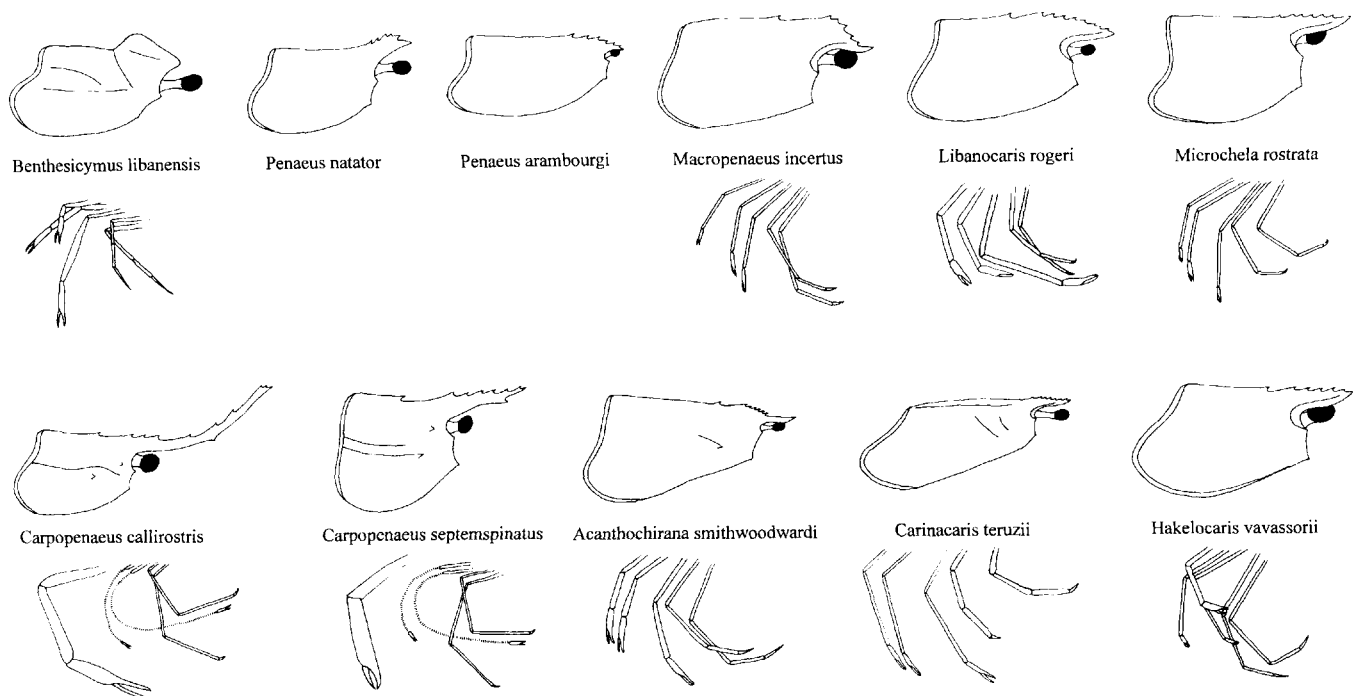 Benthesicymus libanensis
Penaeus natator
Penaeus arambourgi
Macropenaeus incertus
Libanocaris rogeri
Microchela rostrata
Carpopenaeus callirostris
Carpopenaeus septemspinatus
Acanthochirana smithwoodwardi
Carinacaris teruzii
Hakelocaris vavassorii